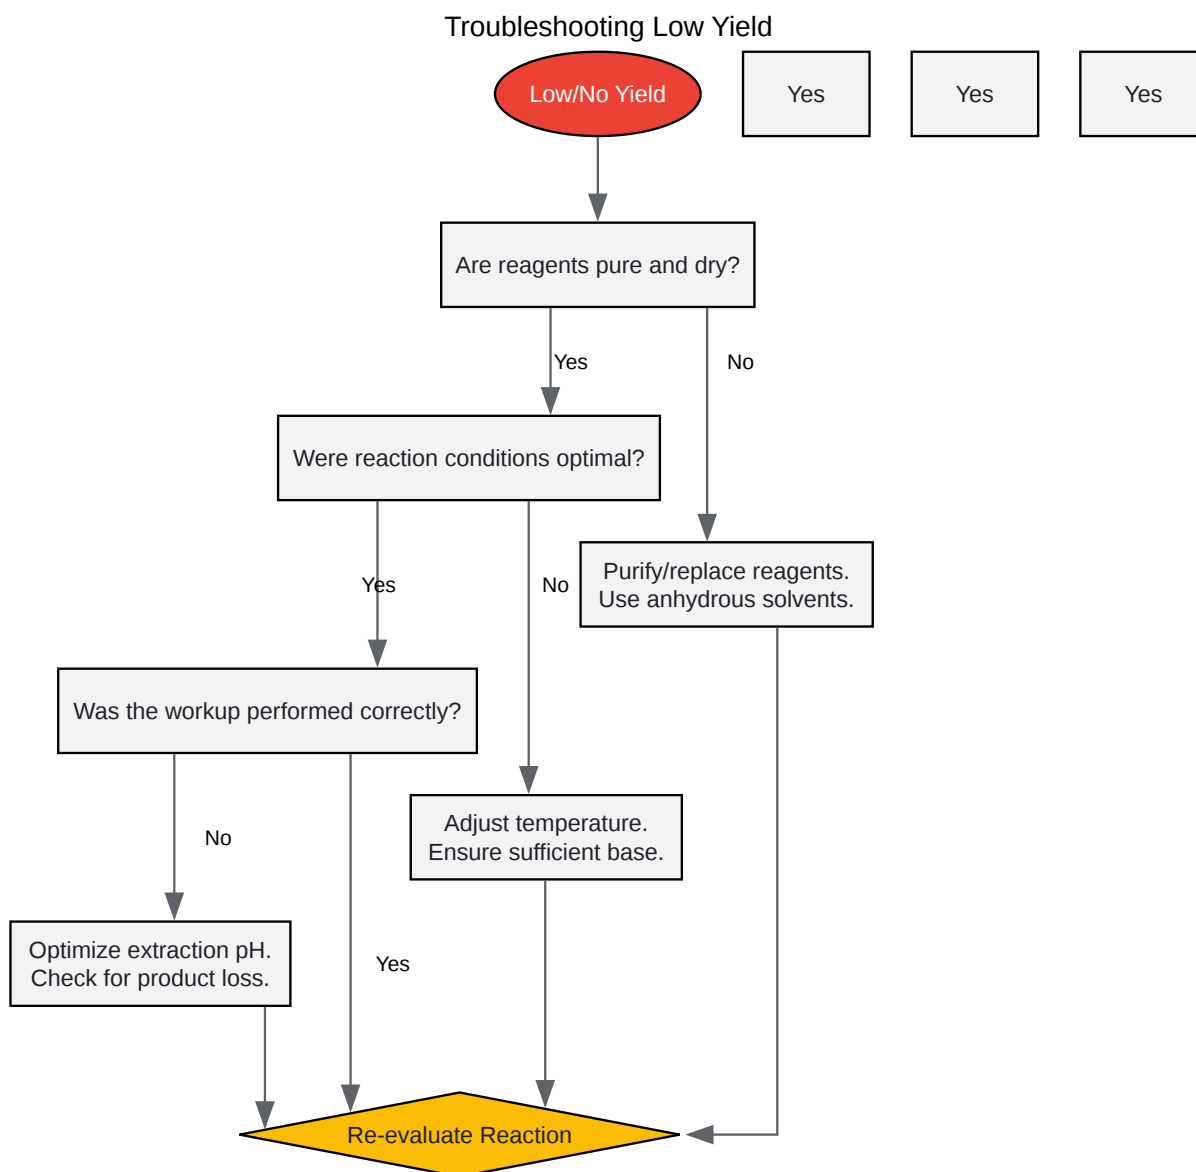 Troubleshooting Low Yield
Low/No Yield
Yes
Yes
Yes
Are reagents pure and dry?
Yes
No
Were reaction conditions optimal?
Yes
No
Purify/replace reagents.
Use anhydrous solvents.
Was the workup performed correctly?
No
Adjust temperature.
Ensure sufficient base.
Optimize extraction pH.
Check for product loss.
Yes
Re-evaluate Reaction